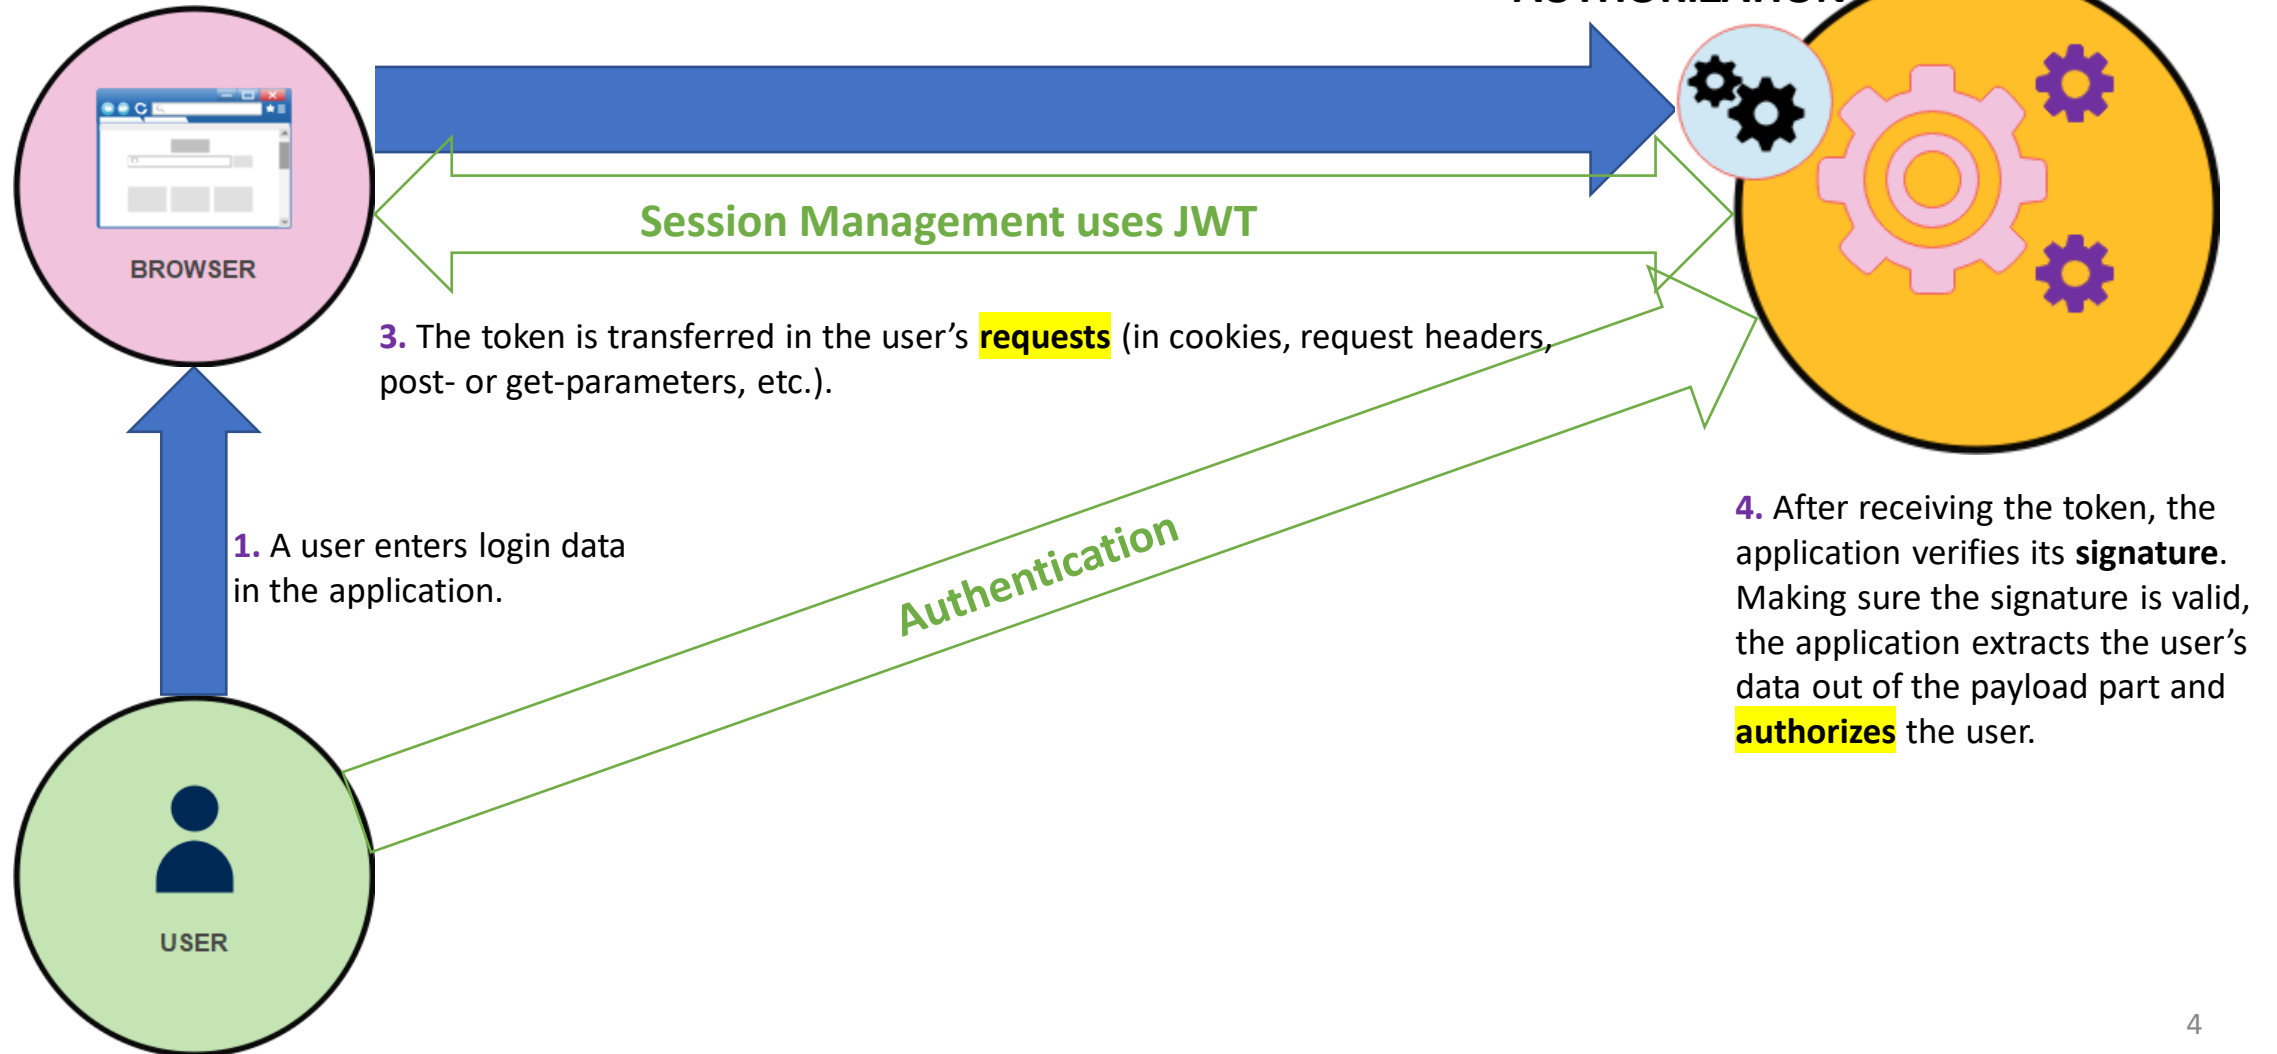 BROWSER
Session Management uses JWT
3. The token is transferred in the user’s requests (in cookies, request headers,
post- or get-parameters, etc.).
1. A user enters login data
in the application.
Authentication
4. After receiving the token, the
application verifies its signature.
Making sure the signature is valid,
the application extracts the user’s
data out of the payload part and
authorizes the user.
USER
4